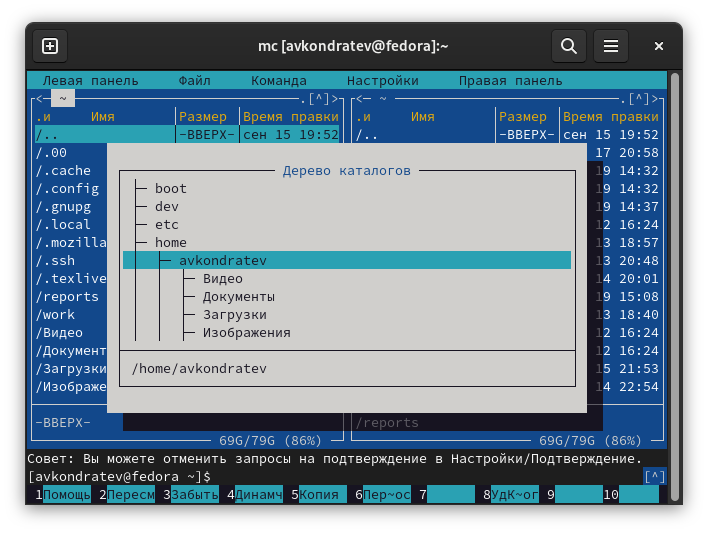 mc [avkondratev@fedora]:~
Левая панель Файл Команда Настройки Правая панель
<─ ~ ──.[^]> <─ ~ ──.[^]>
.и Имя Размер Время правки .и Имя Размер Время правки
/.. -ВВЕРХ- сен 15 19:52 /.. -ВВЕРХ- сен 15 19:52
/.00 17 20:58
/.cache 19 14:32
Дерево каталогов
/.config boot 19 14:32
/.gnupg dev 19 14:37
/.local etc 12 16:24
/.mozilla home 13 18:57
/.ssh avkondratev 13 20:48
/.texlive Видео 14 20:01
/reports Документы 19 15:08
/work Загрузки 13 18:40
/Видео Изображения 12 16:24
/Документ 12 16:24
/Загрузки /home/avkondratev 15 21:53
/Изображе 14 22:54
-ВВЕРХ- /reports
69G/79G (86%) 69G/79G (86%)
Совет: Вы можете отменить запросы на подтверждение в Настройки/Подтверждение.
[avkondratev@fedora ~]$ [^]
1Помощь 2Пересм 3Забыть 4Динамч 5Копия 6Пер~ос 7 8УдК~ог 9 10